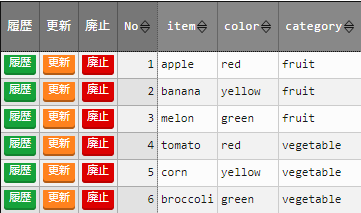 履歴 更新 廃止 No item color category
履歴 更新 廃止 1 apple red fruit
履歴 更新 廃止 2 banana yellow fruit
履歴 更新 廃止 3 melon green fruit
履歴 更新 廃止 4 tomato red vegetable
履歴 更新 廃止 5 corn yellow vegetable
履歴 更新 廃止 6 broccoli green vegetable